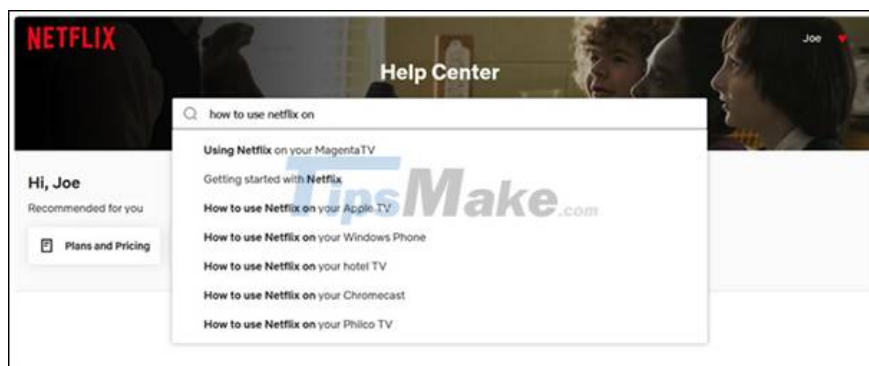 NETFLIX
Joe
Help Center
how to use netflix on
Using Netflix on your MagentaTV
Getting started with Netflix
How to use Netflix on your Apple TV
How to use Netflix on your Windows Phone
How to use Netflix on your hotel TV
How to use Netflix on your Chromecast
How to use Netflix on your Philco TV
Hi, Joe
Recommended for you
Plans and Pricing
TipsMake.com